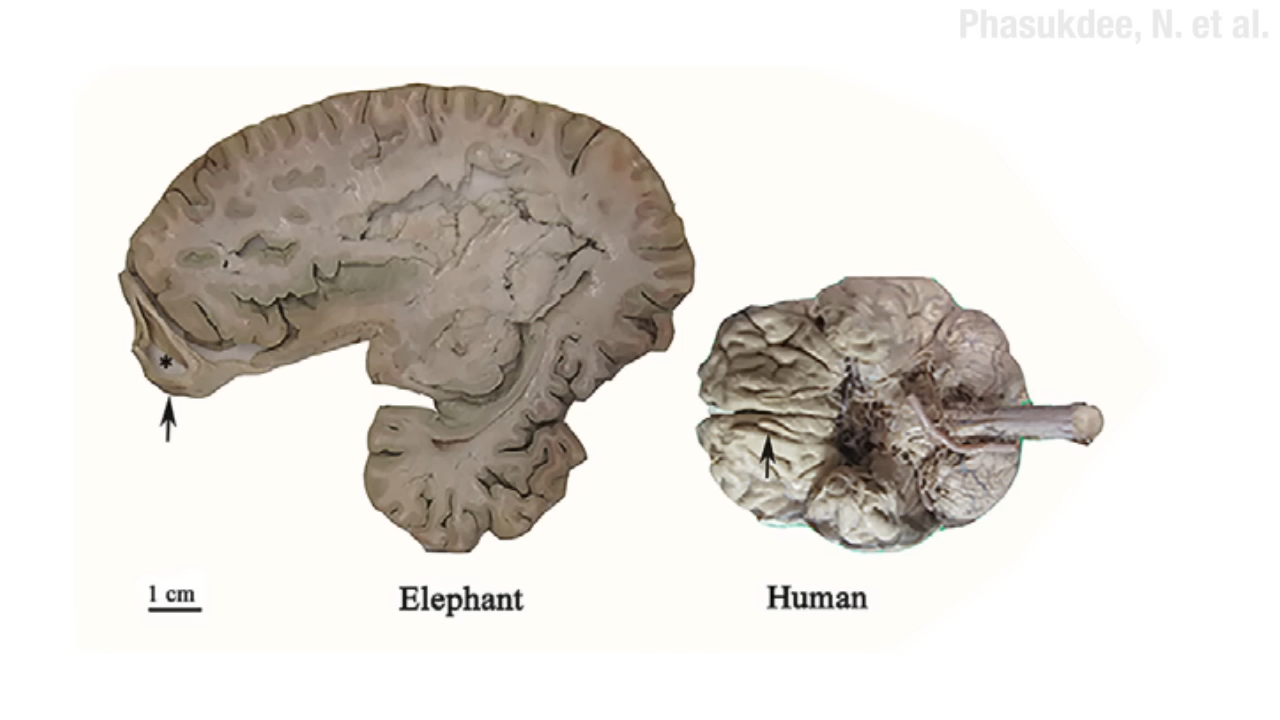 Phasukdee, N. et al.
*
1 cm
Elephant
Human